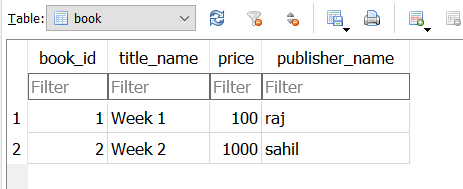 Table: book
book_id title_name price publisher_name
Filter Filter Filter Filter
1 1 Week 1 100 raj
2 2 Week 2 1000 sahil